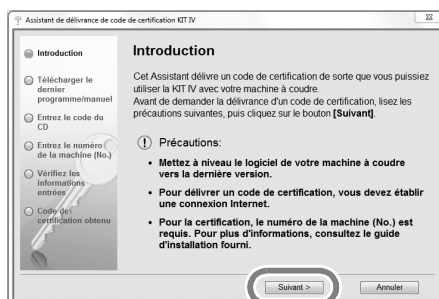 Assistant de délivrance de code de certification KIT IV
Introduction
Télécharger le
dernier
programme/manuel
Entrez le code du
CD
Entrez le numéro
de la machine (No.)
Vérifiez les
informations
entrées
Code de
certification obtenu
Introduction
Cet Assistant délivre un code de certification de sorte que vous puissiez
utiliser la KIT IV avec votre machine à coudre.
Avant de demander la délivrance d'un code de certification, lisez les
précautions suivantes, puis cliquez sur le bouton [Suivant].
Précautions:
• Mettez à niveau le logiciel de votre machine à coudre
vers la dernière version.
• Pour délivrer un code de certification, vous devez établir
une connexion Internet.
• Pour la certification, le numéro de la machine (No.) est
requis. Pour plus d'informations, consultez le guide
d'installation fourni.
Suivant >
Annuler